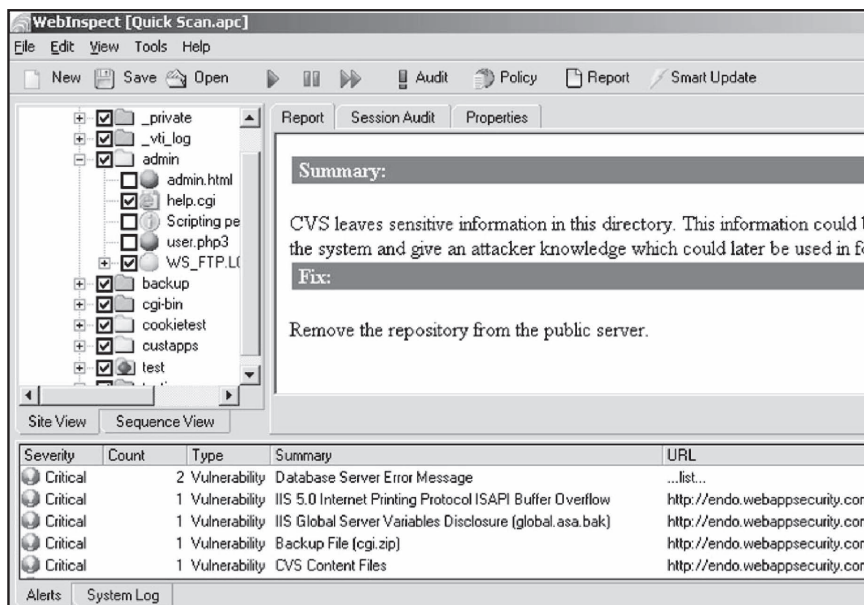 WebInspect [Quick Scan.apc]
File Edit View Tools Help
New Save Open Audit Policy Report Smart Update
_private
_vti_log
admin
admin.html
help.cgi
Scripting pe
user.php3
WS_FTP.L
backup
cgi-bin
cookietest
custapps
test
Site View Sequence View
Report Session Audit Properties
Summary:
CVS leaves sensitive information in this directory. This information could
the system and give an attacker knowledge which could later be used in
Fix:
Remove the repository from the public server.
Severity Count Type Summary URL
Critical 2 Vulnerability Database Server Error Message ...list...
Critical 1 Vulnerability IIS 5.0 Internet Printing Protocol ISAPI Buffer Overflow http://endo.webappsecurity.cor
Critical 1 Vulnerability IIS Global Server Variables Disclosure (global.asa.bak) http://endo.webappsecurity.cor
Critical 1 Vulnerability Backup File (cgi.zip) http://endo.webappsecurity.cor
Critical 1 Vulnerability CVS Content Files http://endo.webappsecurity.cor
Alerts System Log